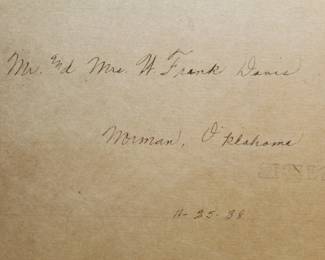 Mr. and Mrs. W. Frank Davis
Norman, Oklahoma
11-25-38